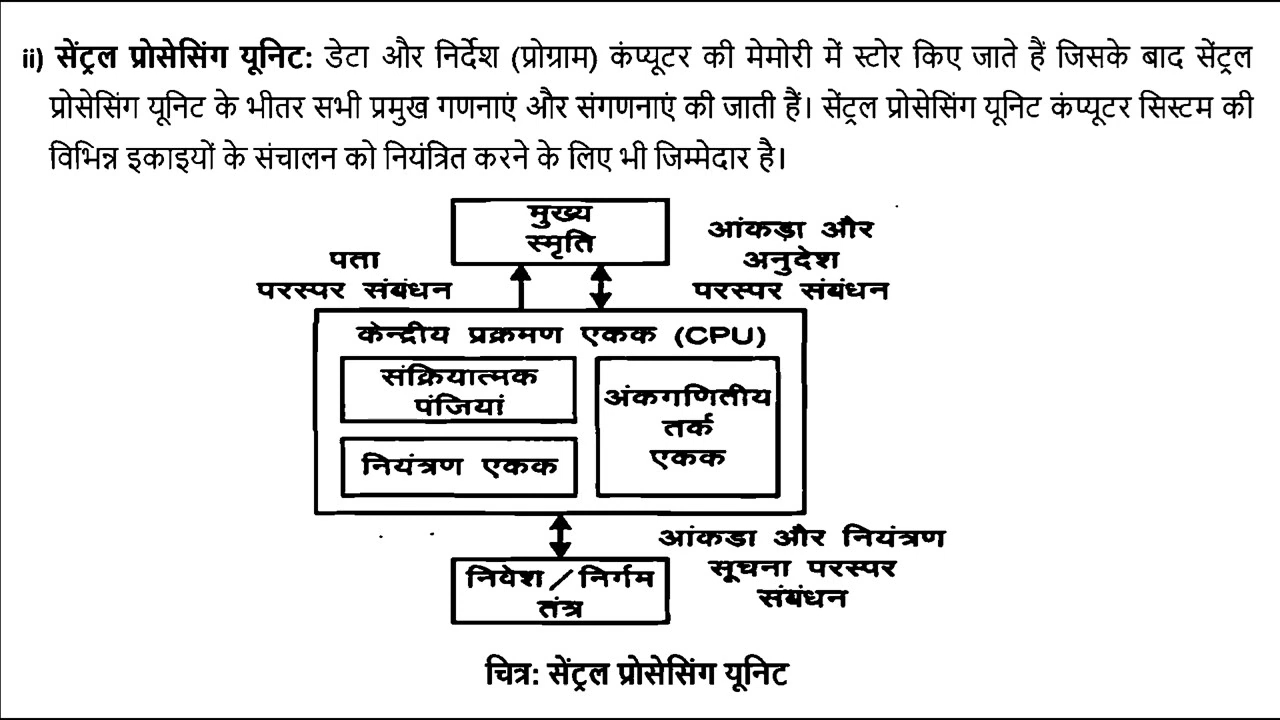 ii) सेंट्रल प्रोसेसिंग यूनिट: डेटा और निर्देश (प्रोग्राम) कंप्यूटर की मेमोरी में स्टोर किए जाते हैं जिसके बाद सेंट्रल
प्रोसेसिंग यूनिट के भीतर सभी प्रमुख गणनाएं और संगणनाएं की जाती हैं। सेंट्रल प्रोसेसिंग यूनिट कंप्यूटर सिस्टम की
विभिन्न इकाइयों के संचालन को नियंत्रित करने के लिए भी जिम्मेदार है।
मुख्य
स्मृति
पता
परस्पर संबंधन
आंकड़ा और
अनुदेश
परस्पर संबंधन
केन्द्रीय प्रक्रमण एकक (CPU)
संक्रियात्मक
पंजियां
नियंत्रण एकक
अंकगणितीय
तर्क
एकक
आंकडा और नियंत्रण
सूचना परस्पर
संबंधन
निवेश / निर्गम
तंत्र
चित्र: सेंट्रल प्रोसेसिंग यूनिट